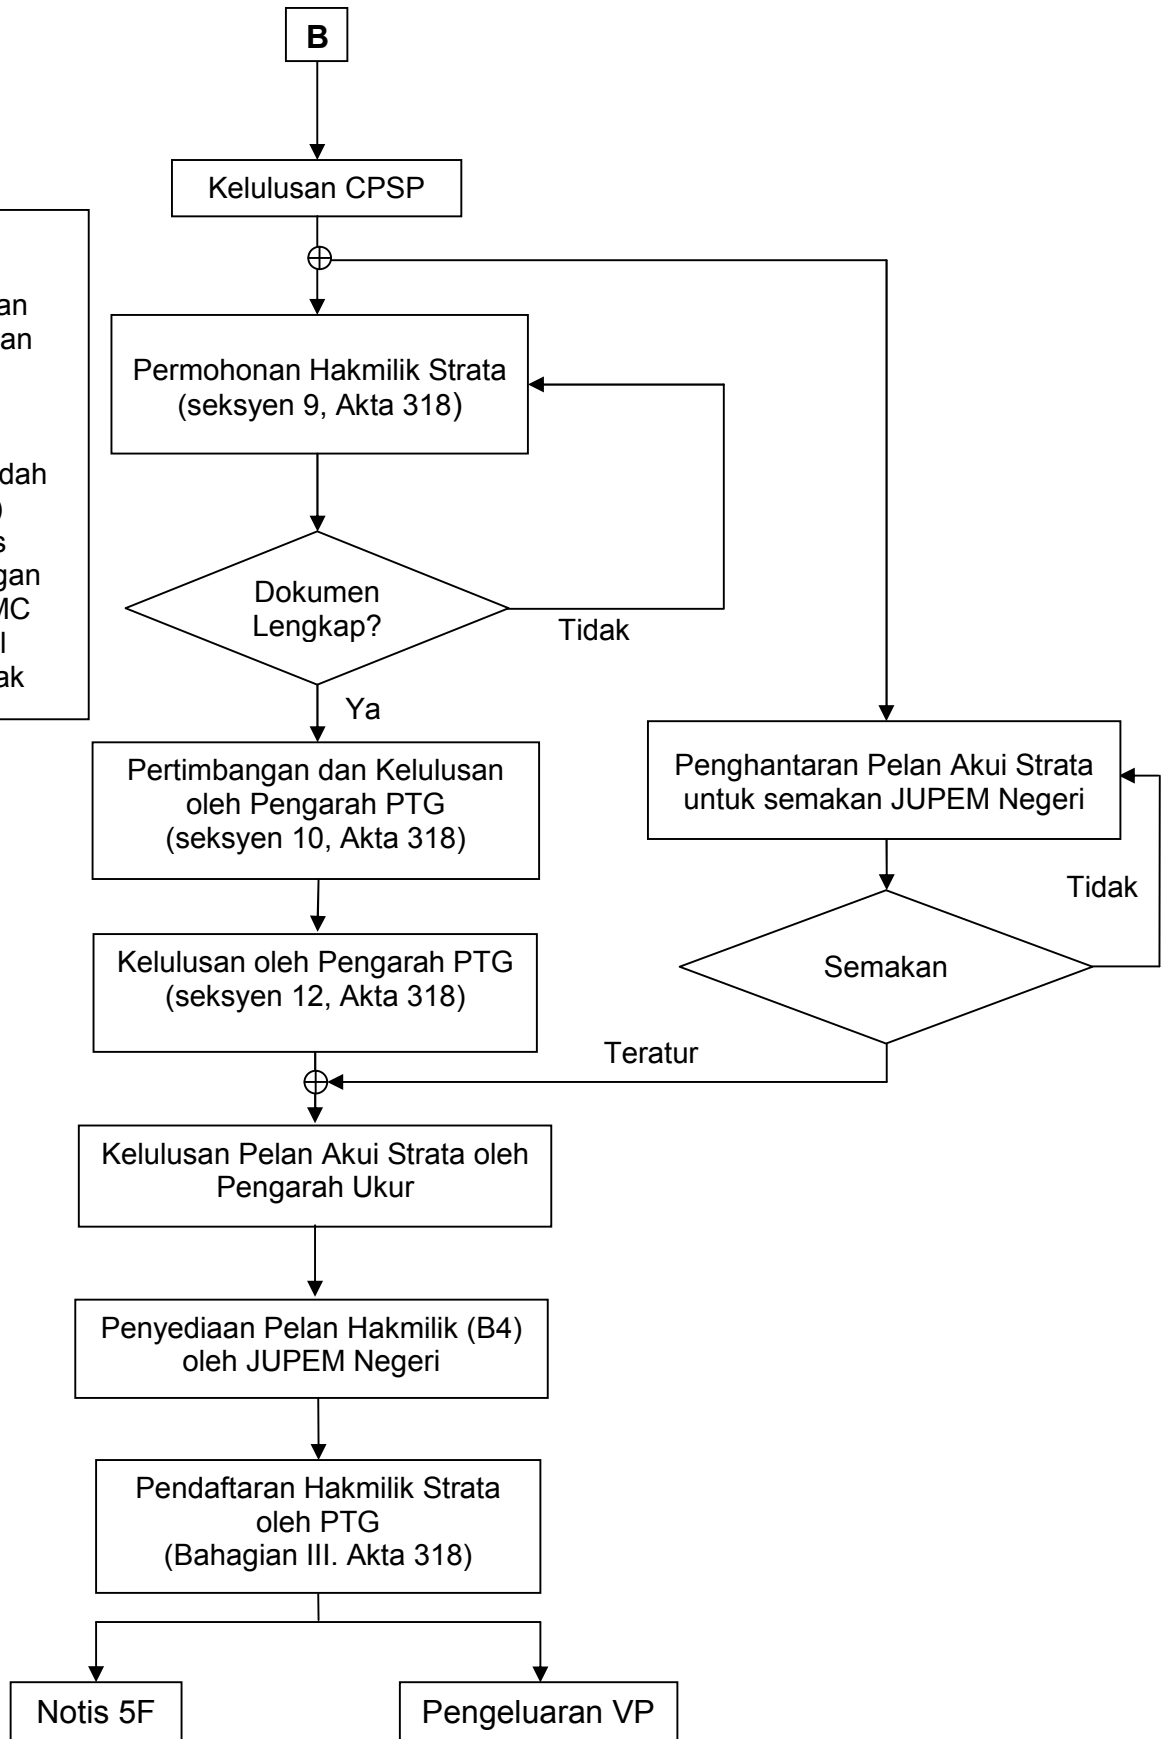 B
Kelulusan CPSP
Permohonan Hakmilik Strata
(seksyen 9, Akta 318)
Dokumen
Lengkap?
Tidak
Ya
Pertimbangan dan Kelulusan
oleh Pengarah PTG
(seksyen 10, Akta 318)
Penghantaran Pelan Akui Strata
untuk semakan JUPEM Negeri
Tidak
Kelulusan oleh Pengarah PTG
(seksyen 12, Akta 318)
Semakan
Teratur
Kelulusan Pelan Akui Strata oleh
Pengarah Ukur
Penyediaan Pelan Hakmilik (B4)
oleh JUPEM Negeri
Pendaftaran Hakmilik Strata
oleh PTG
(Bahagian III. Akta 318)
Notis 5F
Pengeluaran VP